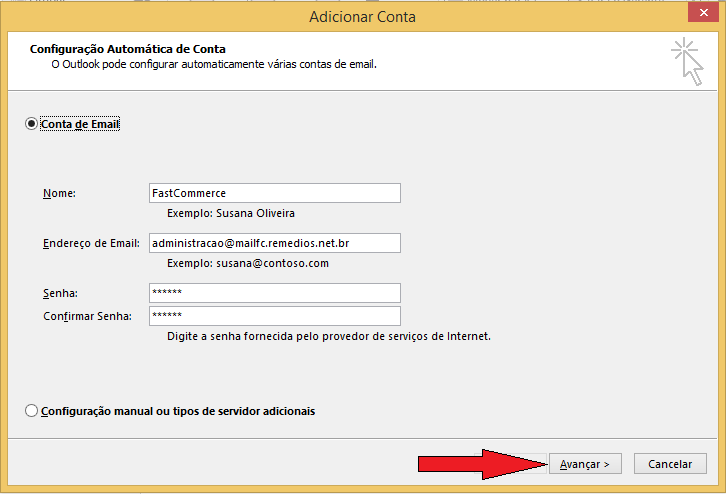 Adicionar Conta
Configuração Automática de Conta
O Outlook pode configurar automaticamente várias contas de email.
Conta de Email
Nome: FastCommerce
Exemplo: Susana Oliveira
Endereço de Email: administracao@mailfc.remedios.net.br
Exemplo: susana@contoso.com
Senha: ******
Confirmar Senha: ******
Digite a senha fornecida pelo provedor de serviços de Internet.
Configuração manual ou tipos de servidor adicionais
Avançar > Cancelar